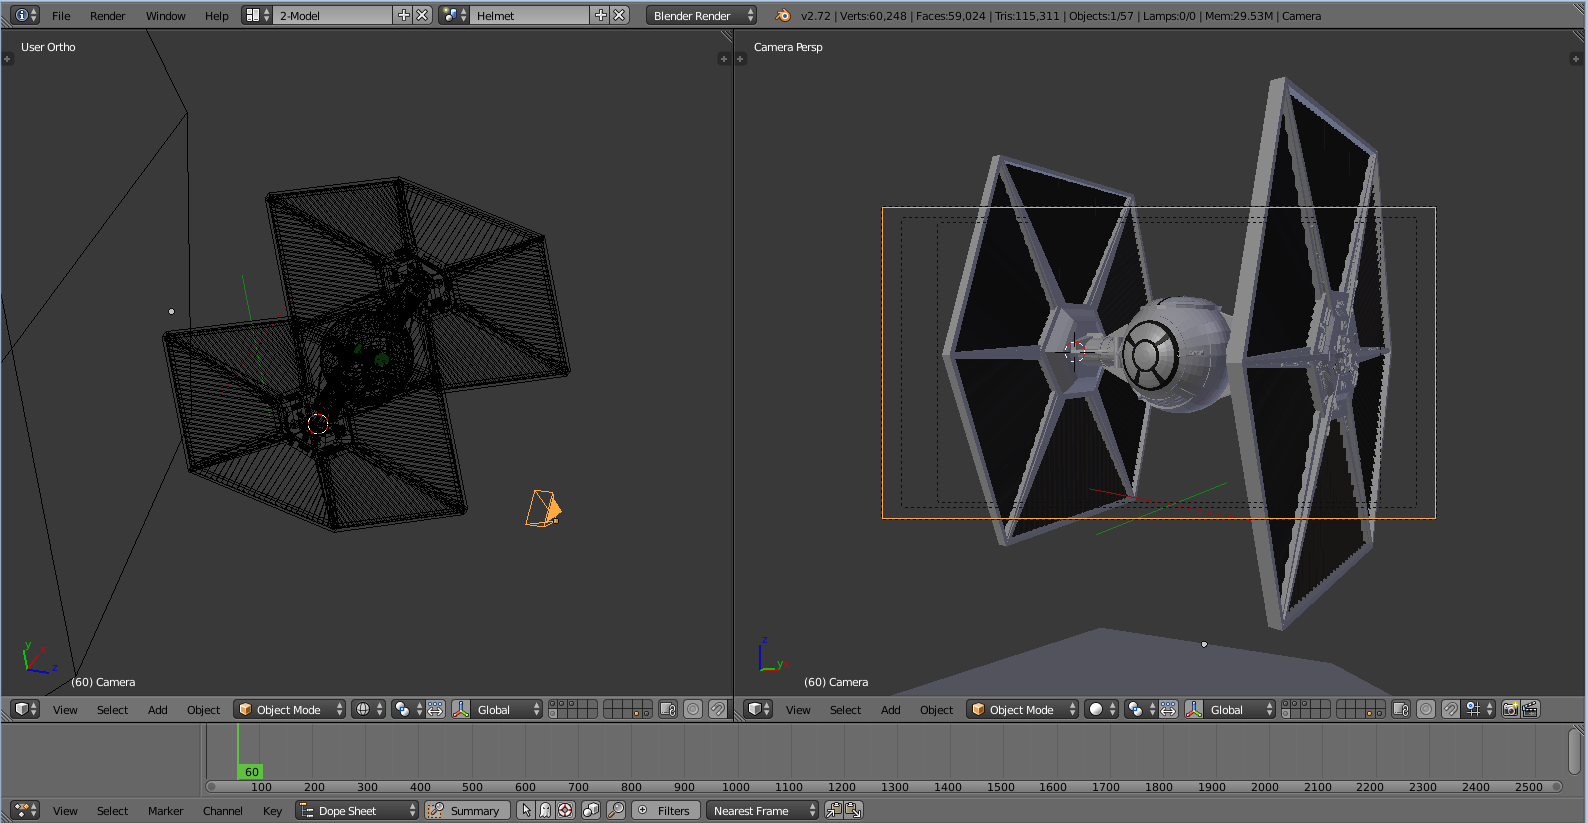 File Render Window Help 2-Model Helmet Blender Render v2.72 | Verts:60,248 | Faces:59,024 | Tris:115,311 | Objects:1/57 | Lamps:0/0 | Mem:29.53M | Camera
User Ortho
Camera Persp
y x z
(60) Camera
z y x
(60) Camera
View Select Add Object Object Mode Global
View Select Add Object Object Mode Global
60
100 200 300 400 500 600 700 800 900 1000 1100 1200 1300 1400 1500 1600 1700 1800 1900 2000 2100 2200 2300 2400 2500
View Select Marker Channel Key Dope Sheet Summary Filters Nearest Frame